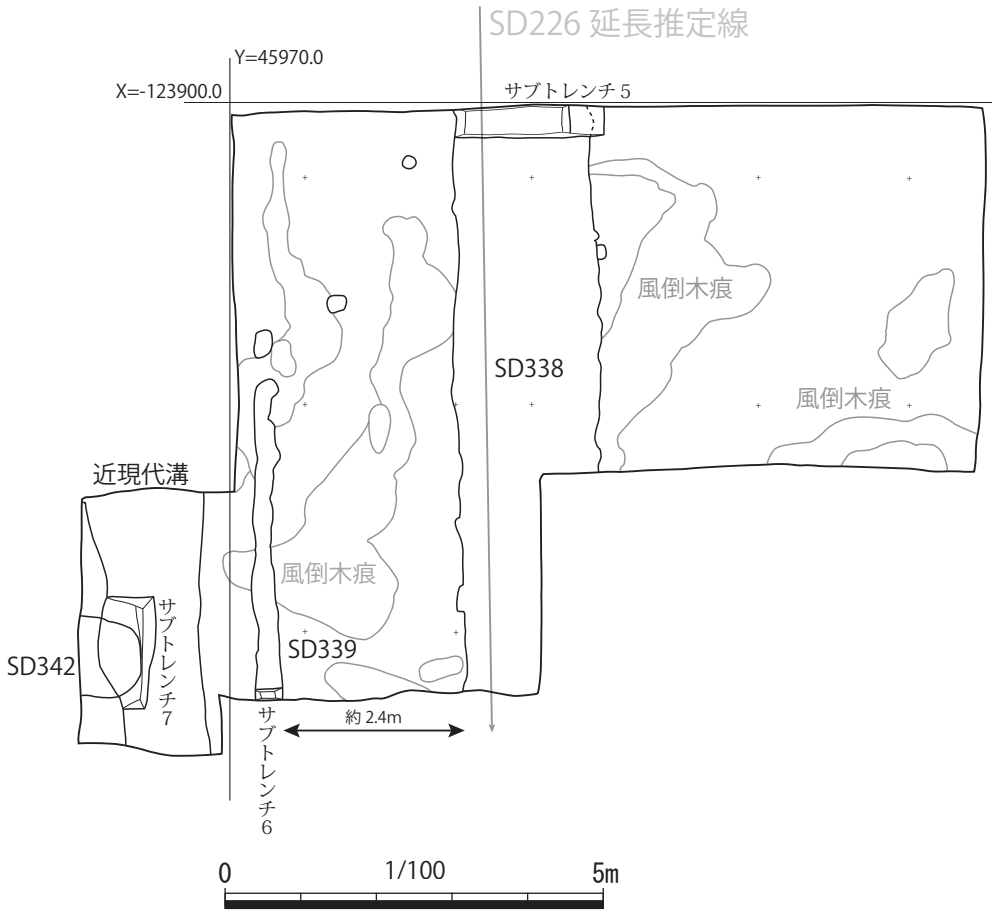 SD226 延長推定線
Y=45970.0
X=-123900.0
サブトレンチ5
風倒木痕
SD338
風倒木痕
近現代溝
風倒木痕
サブトレンチ7
SD339
SD342
約 2.4m
サブトレンチ6
0 1/100 5m